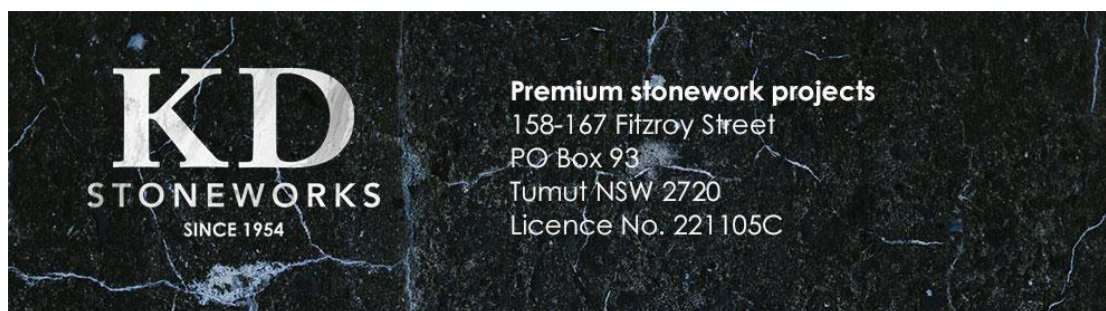 KD
STONEWORKS
SINCE 1954
Premium stonework projects
158-167 Fitzroy Street
PO Box 93
Tumut NSW 2720
Licence No. 221105C